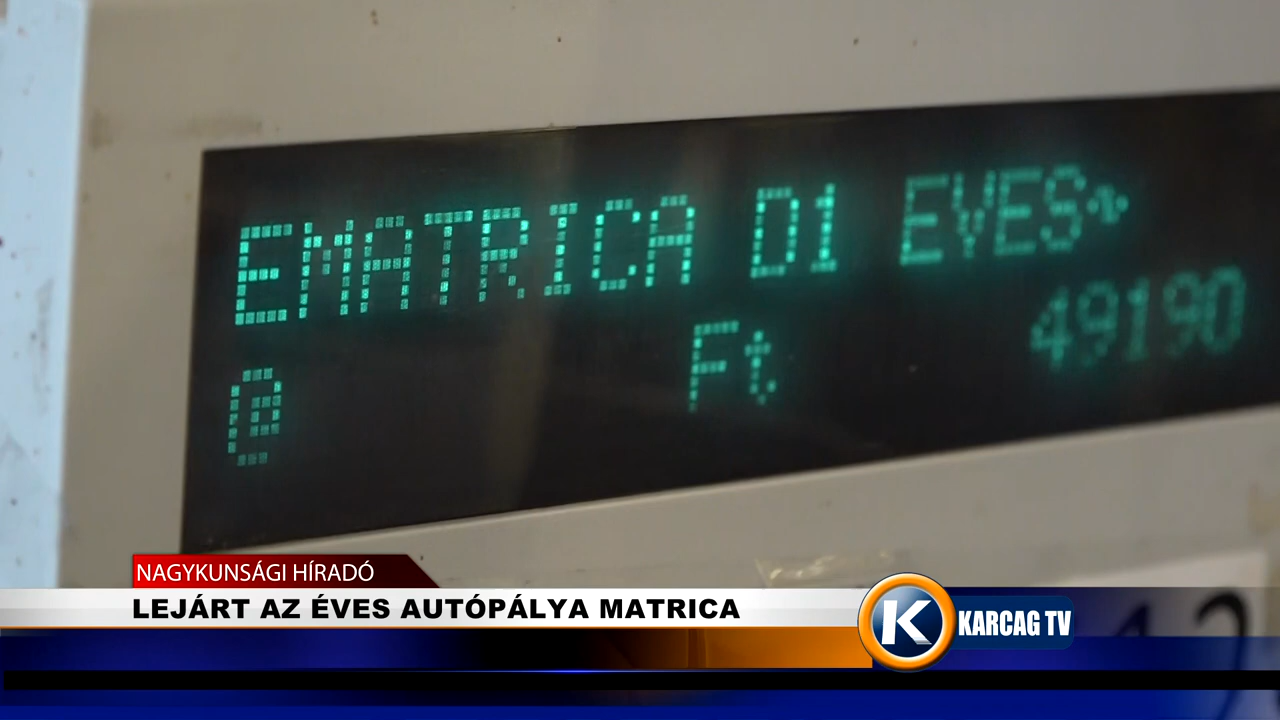 EMATRICA D1 EVES~
@ Ft 49190
NAGYKUNSÁGI HÍRADÓ
LEJÁRT AZ ÉVES AUTÓPÁLYA MATRICA
K KARCAG TV